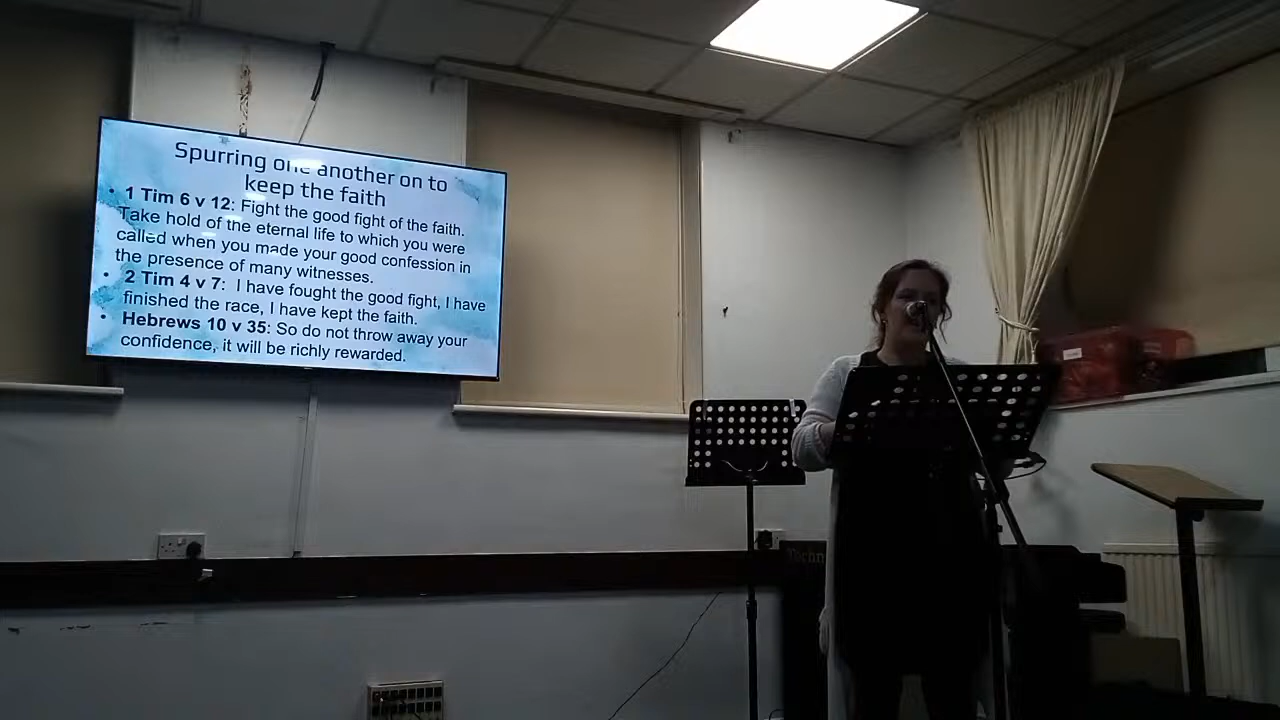 Spurring one another on to
keep the faith
• 1 Tim 6 v 12: Fight the good fight of the faith.
Take hold of the eternal life to which you were
called when you made your good confession in
the presence of many witnesses.
• 2 Tim 4 v 7: I have fought the good fight, I have
finished the race, I have kept the faith.
• Hebrews 10 v 35: So do not throw away your
confidence, it will be richly rewarded.